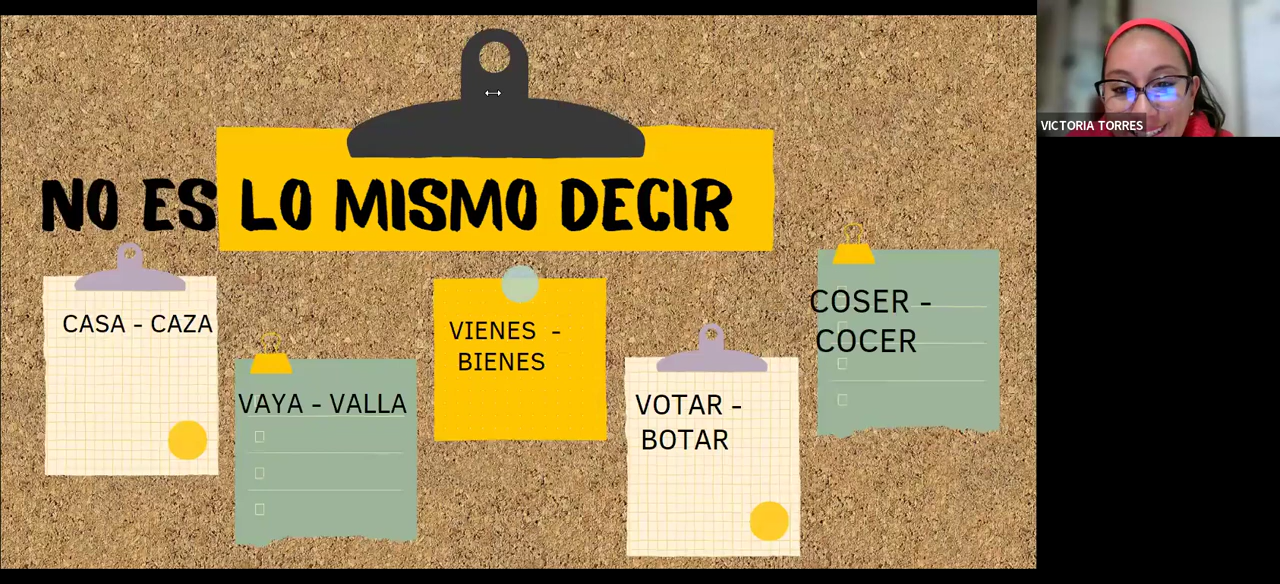 NO ES LO MISMO DECIR
CASA - CAZA
VAYA - VALLA
VIENES -
BIENES
VOTAR -
BOTAR
COSER -
COCER
VICTORIA TORRES